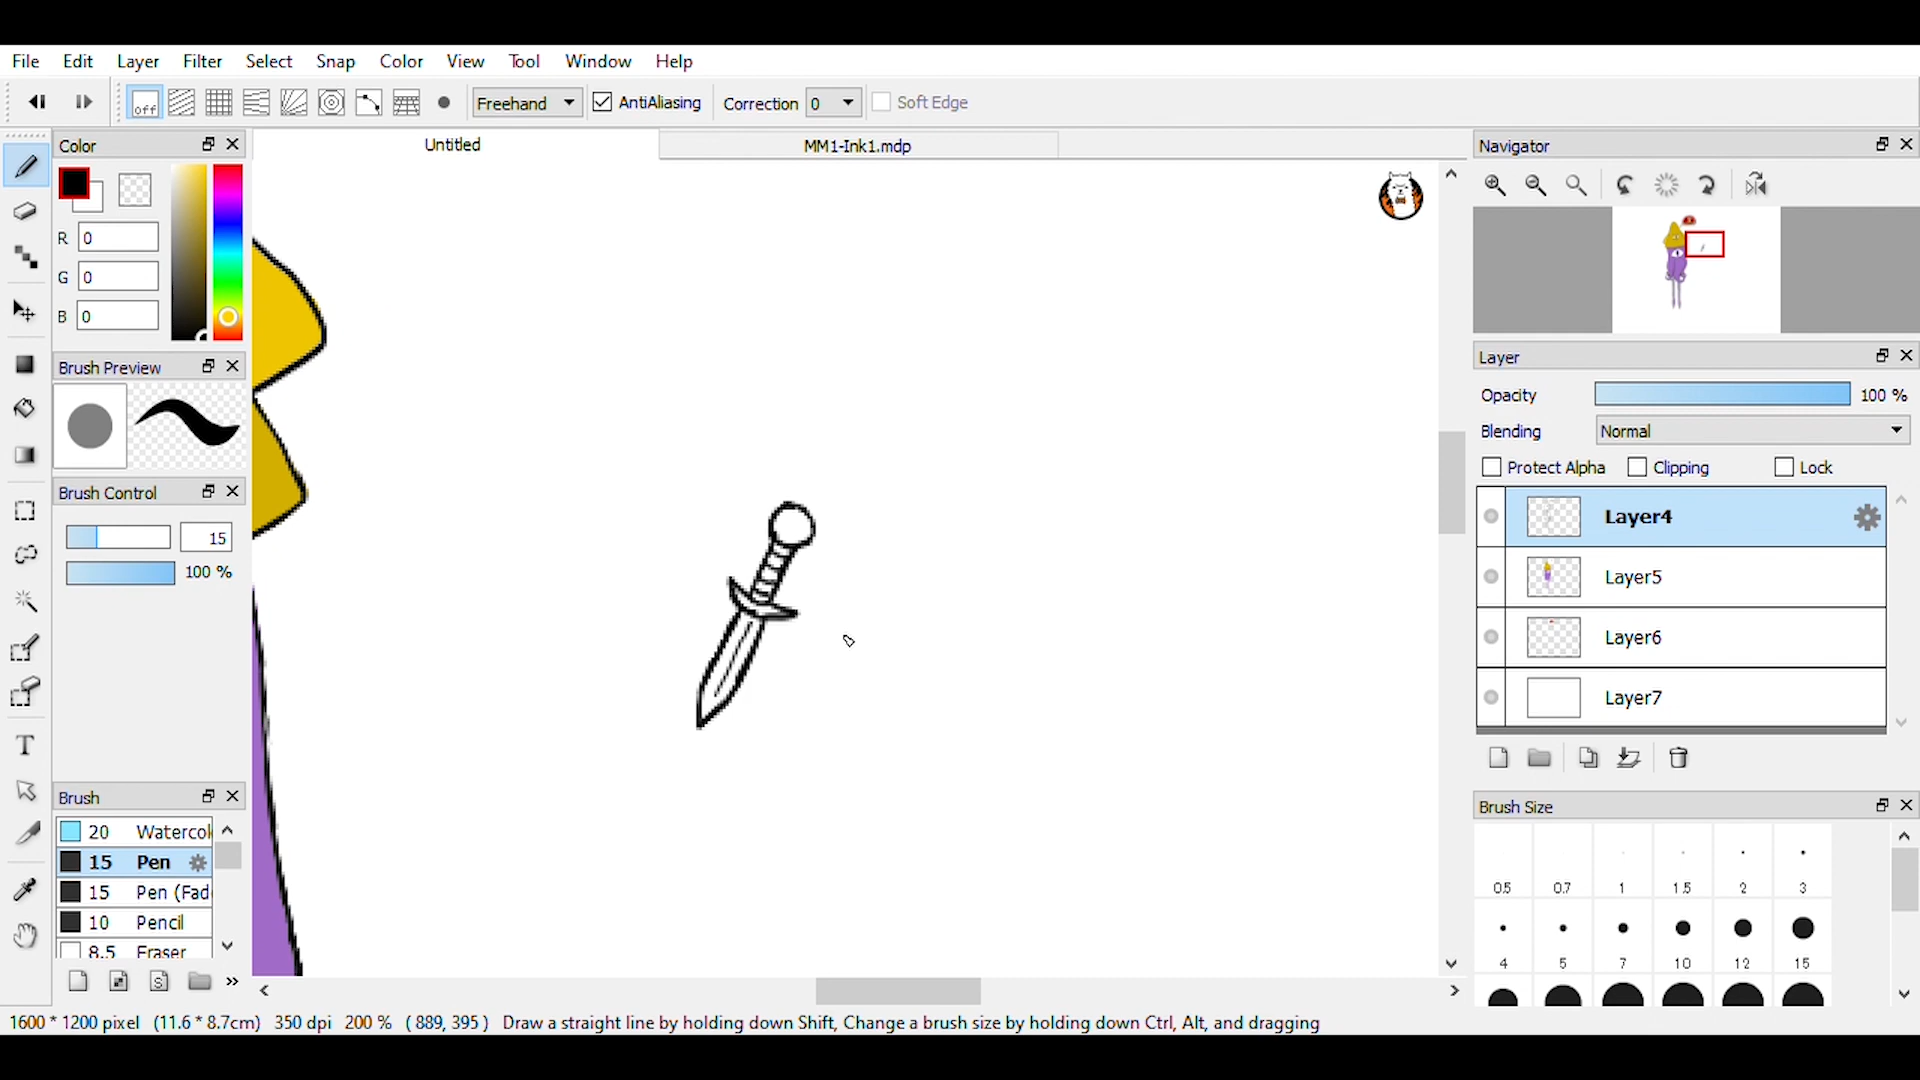 File Edit Layer Filter Select Snap Color View Tool Window Help
off Freehand AntiAliasing Correction 0 Soft Edge
Color
Untitled
MM1-Ink1.mdp
Navigator
R 0
G 0
B 0
Brush Preview
Layer
Opacity 100 %
Blending Normal
Protect Alpha Clipping Lock
Brush Control
15
100 %
Layer4
Layer5
Layer6
Layer7
Brush
20 Watercol
15 Pen
15 Pen (Fad
10 Pencil
8.5 Eraser
Brush Size
0.5 0.7 1 1.5 2 3
4 5 7 10 12 15
1600 * 1200 pixel (11.6 * 8.7cm) 350 dpi 200 % ( 889, 395 ) Draw a straight line by holding down Shift, Change a brush size by holding down Ctrl, Alt, and dragging